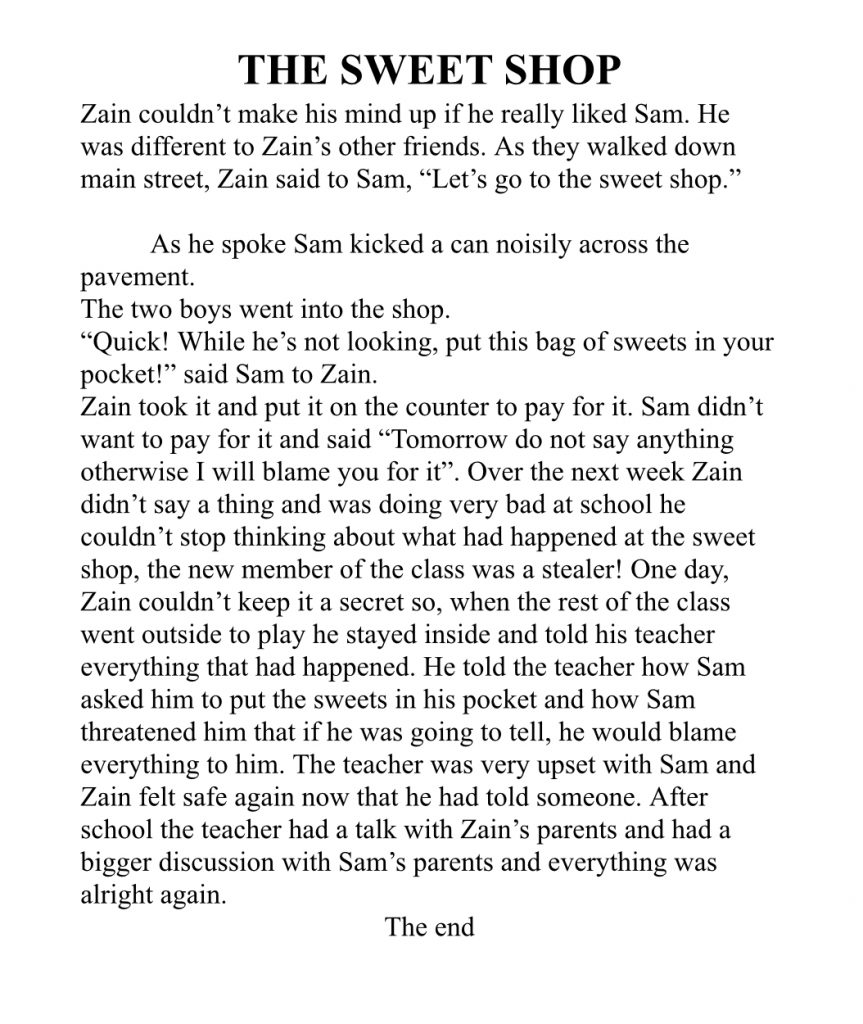 THE SWEET SHOP
Zain couldn’t make his mind up if he really liked Sam. He
was different to Zain’s other friends. As they walked down
main street, Zain said to Sam, “Let’s go to the sweet shop.”
As he spoke Sam kicked a can noisily across the
pavement.
The two boys went into the shop.
“Quick! While he’s not looking, put this bag of sweets in your
pocket!” said Sam to Zain.
Zain took it and put it on the counter to pay for it. Sam didn’t
want to pay for it and said “Tomorrow do not say anything
otherwise I will blame you for it”. Over the next week Zain
didn’t say a thing and was doing very bad at school he
couldn’t stop thinking about what had happened at the sweet
shop, the new member of the class was a stealer! One day,
Zain couldn’t keep it a secret so, when the rest of the class
went outside to play he stayed inside and told his teacher
everything that had happened. He told the teacher how Sam
asked him to put the sweets in his pocket and how Sam
threatened him that if he was going to tell, he would blame
everything to him. The teacher was very upset with Sam and
Zain felt safe again now that he had told someone. After
school the teacher had a talk with Zain’s parents and had a
bigger discussion with Sam’s parents and everything was
alright again.
The end